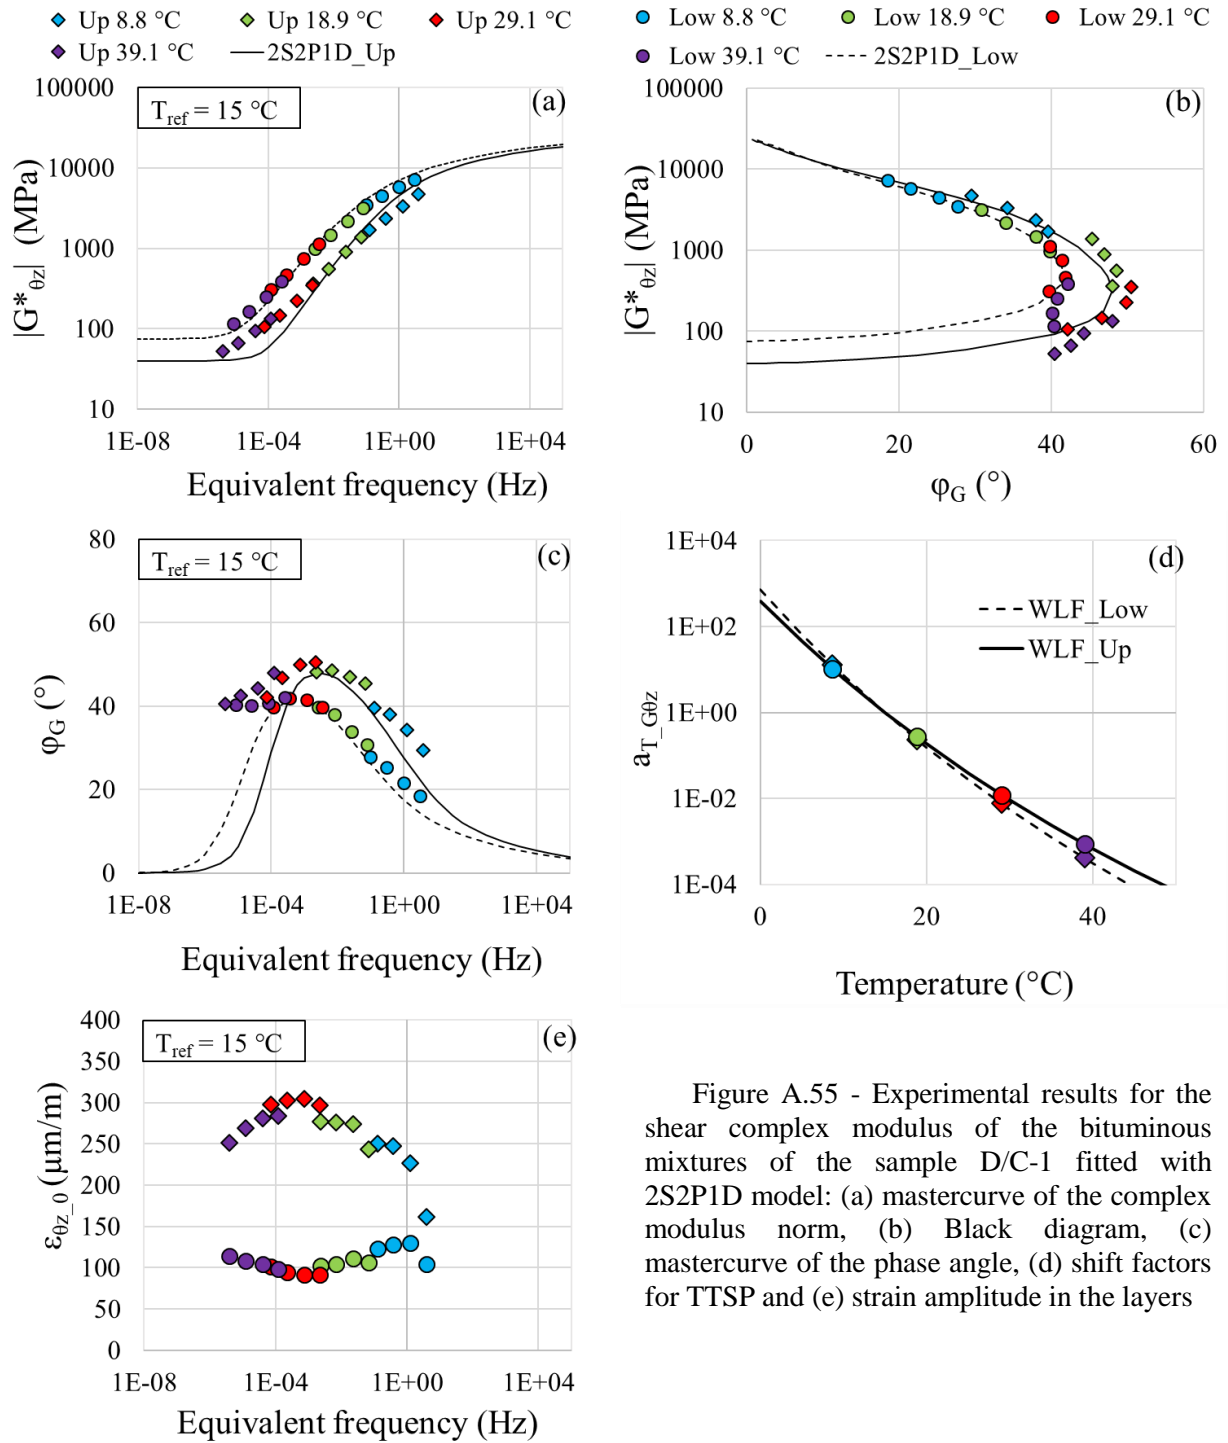 Up 8.8 °C Up 18.9 °C Up 29.1 °C
Up 39.1 °C 2S2P1D_Up
Low 8.8 °C Low 18.9 °C Low 29.1 °C
Low 39.1 °C 2S2P1D_Low
(a)
T_ref = 15 °C
|G*_θz| (MPa)
100000
10000
1000
100
10
1E-08 1E-04 1E+00 1E+04
Equivalent frequency (Hz)
(b)
|G*_θz| (MPa)
100000
10000
1000
100
10
0 20 40 60
φ_G (°)
(c)
T_ref = 15 °C
φ_G (°)
80
60
40
20
0
1E-08 1E-04 1E+00 1E+04
Equivalent frequency (Hz)
(d)
a_T_Gθz
1E+04
1E+02
1E+00
1E-02
1E-04
WLF_Low
WLF_Up
0 20 40
Temperature (°C)
(e)
T_ref = 15 °C
ε_θz_0 (µm/m)
400
350
300
250
200
150
100
50
0
1E-08 1E-04 1E+00 1E+04
Equivalent frequency (Hz)
Figure A.55 - Experimental results for the
shear complex modulus of the bituminous
mixtures of the sample D/C-1 fitted with
2S2P1D model: (a) mastercurve of the complex
modulus norm, (b) Black diagram, (c)
mastercurve of the phase angle, (d) shift factors
for TTSP and (e) strain amplitude in the layers